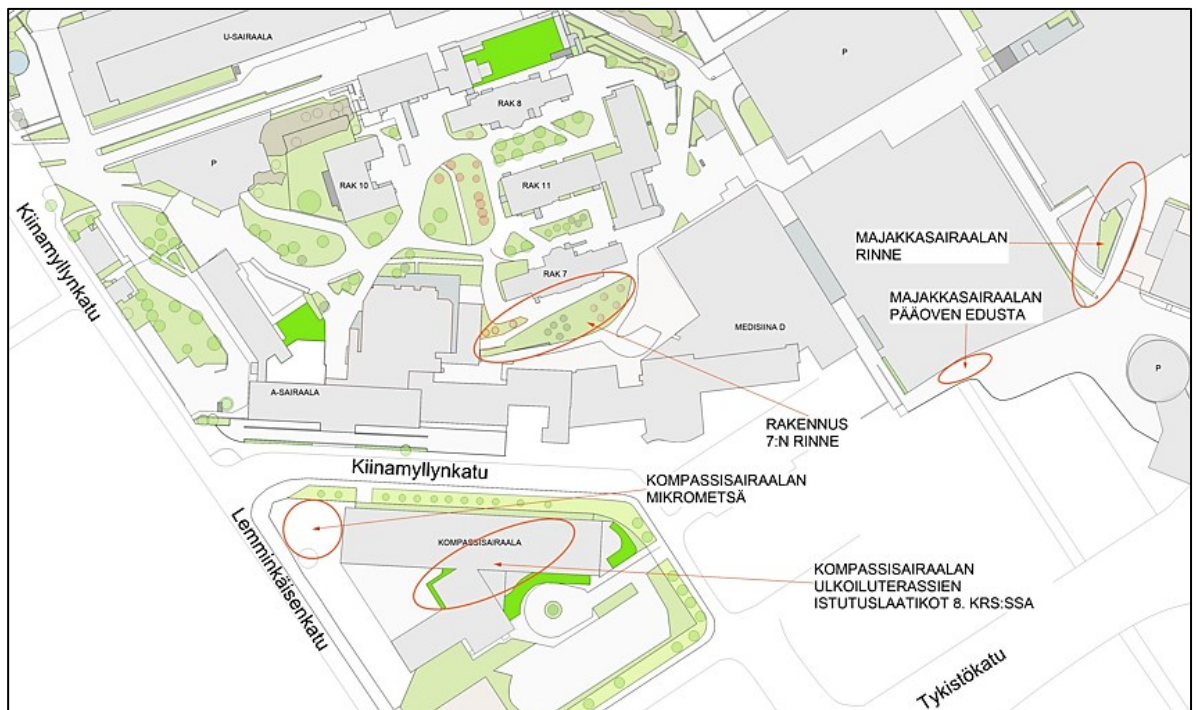 U-SAIRAALA
P
RAK 8
P
RAK 10
RAK 11
Kiinamyllynkatu
MAJAKKASAIRAALAN
RINNE
RAK 7
MAJAKKASAIRAALAN
PÄÄOVEN EDUSTA
MEDISIINA D
P
A-SAIRAALA
RAKENNUS
7:N RINNE
Kiinamyllynkatu
KOMPASSISAIRAALAN
MIKROMETSÄ
Lemminkäisenkatu
KOMPASSISAIRAALA
KOMPASSISAIRAALAN
ULKOILUTERASSIEN
ISTUTUSLAATIKOT 8. KRS:SSA
Tykistökatu